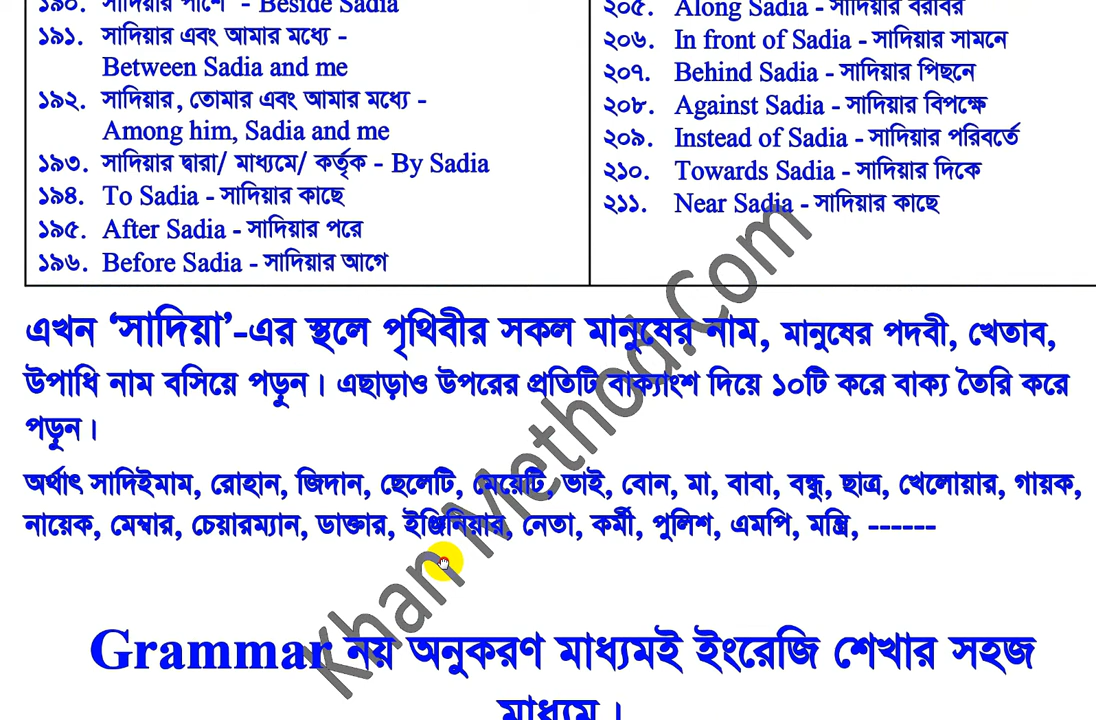 ১৯০. সাদিয়ার পাশে - Beside Sadia
১৯১. সাদিয়ার এবং আমার মধ্যে -
Between Sadia and me
১৯২. সাদিয়ার, তোমার এবং আমার মধ্যে -
Among him, Sadia and me
১৯৩. সাদিয়ার দ্বারা/ মাধ্যমে/ কর্তৃক - By Sadia
১৯৪. To Sadia - সাদিয়ার কাছে
১৯৫. After Sadia - সাদিয়ার পরে
১৯৬. Before Sadia - সাদিয়ার আগে
২০৫. Along Sadia - সাদিয়ার বরাবর
২০৬. In front of Sadia - সাদিয়ার সামনে
২০৭. Behind Sadia - সাদিয়ার পিছনে
২০৮. Against Sadia - সাদিয়ার বিপক্ষে
২০৯. Instead of Sadia - সাদিয়ার পরিবর্তে
২১০. Towards Sadia - সাদিয়ার দিকে
২১১. Near Sadia - সাদিয়ার কাছে
এখন ‘সাদিয়া’-এর স্থলে পৃথিবীর সকল মানুষের নাম, মানুষের পদবী, খেতাব,
উপাধি নাম বসিয়ে পড়ুন। এছাড়াও উপরের প্রতিটি বাক্যাংশ দিয়ে ১০টি করে বাক্য তৈরি করে
পড়ুন।
অর্থাৎ সাদিইমাম, রোহান, জিদান, ছেলেটি, মেয়েটি, ভাই, বোন, মা, বাবা, বন্ধু, ছাত্র, খেলোয়ার, গায়ক,
নায়েক, মেম্বার, চেয়ারম্যান, ডাক্তার, ইঞ্জিনিয়ার, নেতা, কর্মী, পুলিশ, এমপি, মন্ত্রি, ------
Khan Method.Com
Grammar নয় অনুকরণ মাধ্যমই ইংরেজি শেখার সহজ
মাধ্যম।